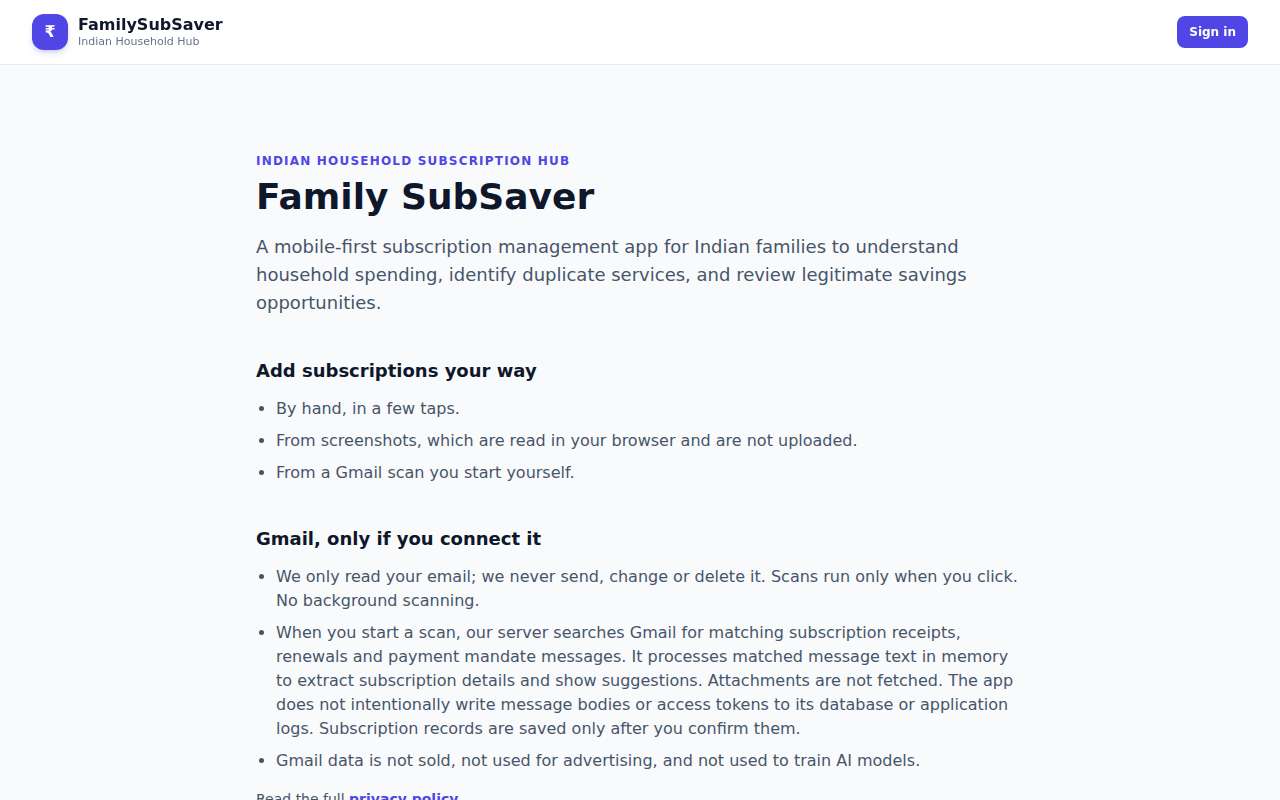 ₹
FamilySubSaver
Indian Household Hub
Sign in
INDIAN HOUSEHOLD SUBSCRIPTION HUB
Family SubSaver
A mobile-first subscription management app for Indian families to understand
household spending, identify duplicate services, and review legitimate savings
opportunities.
Add subscriptions your way
• By hand, in a few taps.
• From screenshots, which are read in your browser and are not uploaded.
• From a Gmail scan you start yourself.
Gmail, only if you connect it
• We only read your email; we never send, change or delete it. Scans run only when you click.
No background scanning.
• When you start a scan, our server searches Gmail for matching subscription receipts,
renewals and payment mandate messages. It processes matched message text in memory
to extract subscription details and show suggestions. Attachments are not fetched. The app
does not intentionally write message bodies or access tokens to its database or application
logs. Subscription records are saved only after you confirm them.
• Gmail data is not sold, not used for advertising, and not used to train AI models.
Read the full privacy policy